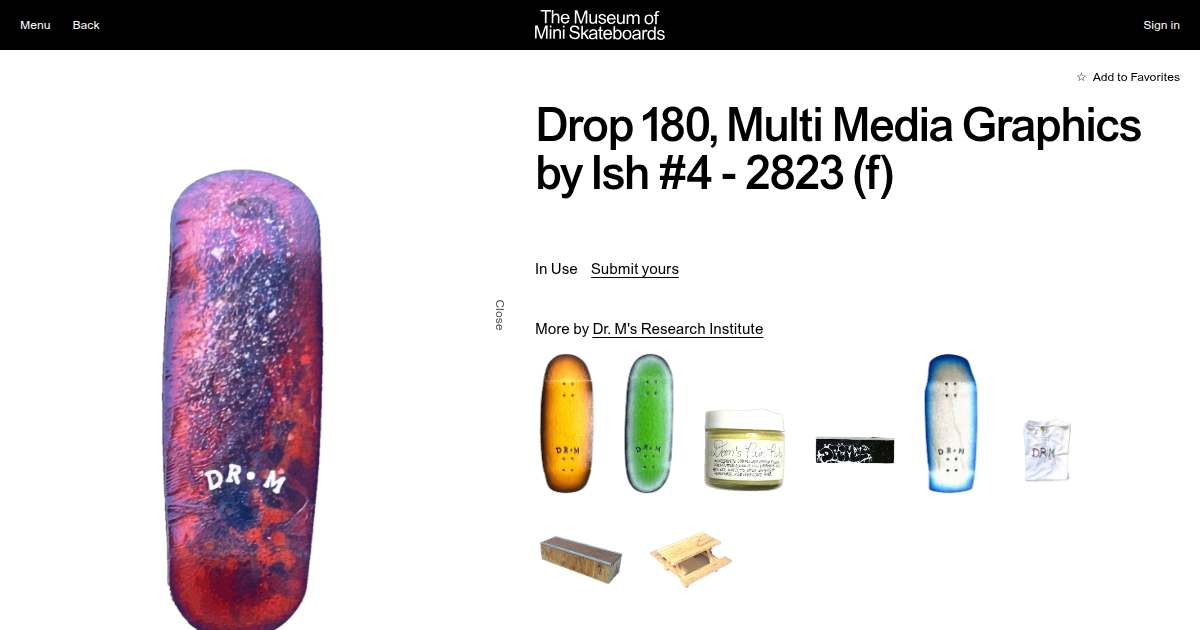 Menu
Back
The Museum of
Mini Skateboards
Sign in
☆ Add to Favorites
Drop 180, Multi Media Graphics
by Ish #4 - 2823 (f)
In Use Submit yours
Close
More by Dr. M's Research Institute
DR•M
DR•M
DR•M
DR•M
DR•M